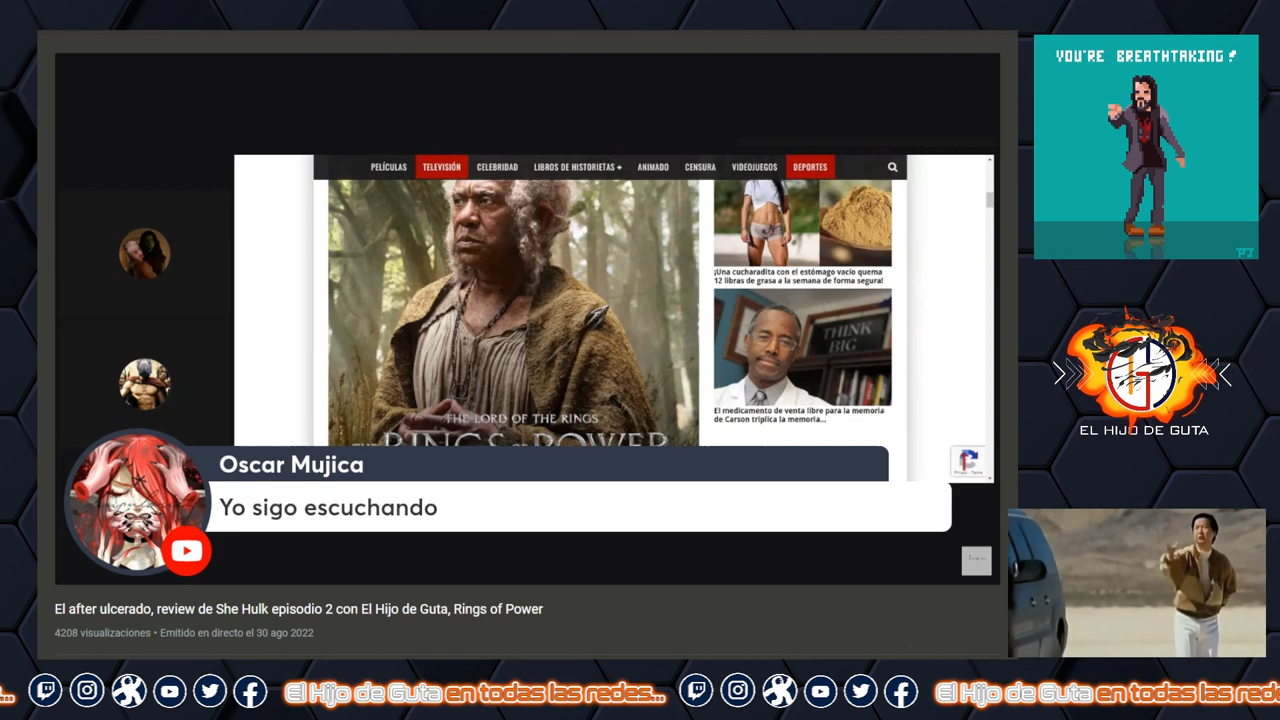 YOU'RE BREATHTAKING!
PELÍCULAS TELEVISIÓN CELEBRIDAD LIBROS DE HISTORIETAS + ANIMADO CENSURA VIDEOJUEGOS DEPORTES
¡Una cucharadita con el estómago vacío quema
12 libras de grasa a la semana de forma segura!
THINK
BIG
El medicamento de venta libre para la memoria
de Carson triplica la memoria...
THE LORD OF THE RINGS
RINGS OF POWER
Oscar Mujica
Yo sigo escuchando
EL HIJO DE GUTA
El after ulcerado, review de She Hulk episodio 2 con El Hijo de Guta, Rings of Power
4208 visualizaciones • Emitido en directo el 30 ago 2022
El Hijo de Guta en todas las redes... El Hijo de Guta en todas las redes